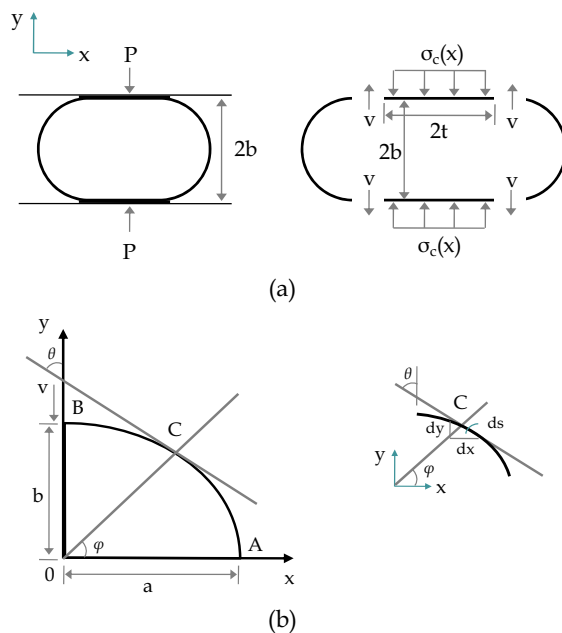 y
x
P
2b
P
σc(x)
v
2t
v
2b
v
v
σc(x)
(a)
y
θ
v
B
C
b
φ
A
0
a
x
θ
C
ds
dy
dx
y
φ
x
(b)